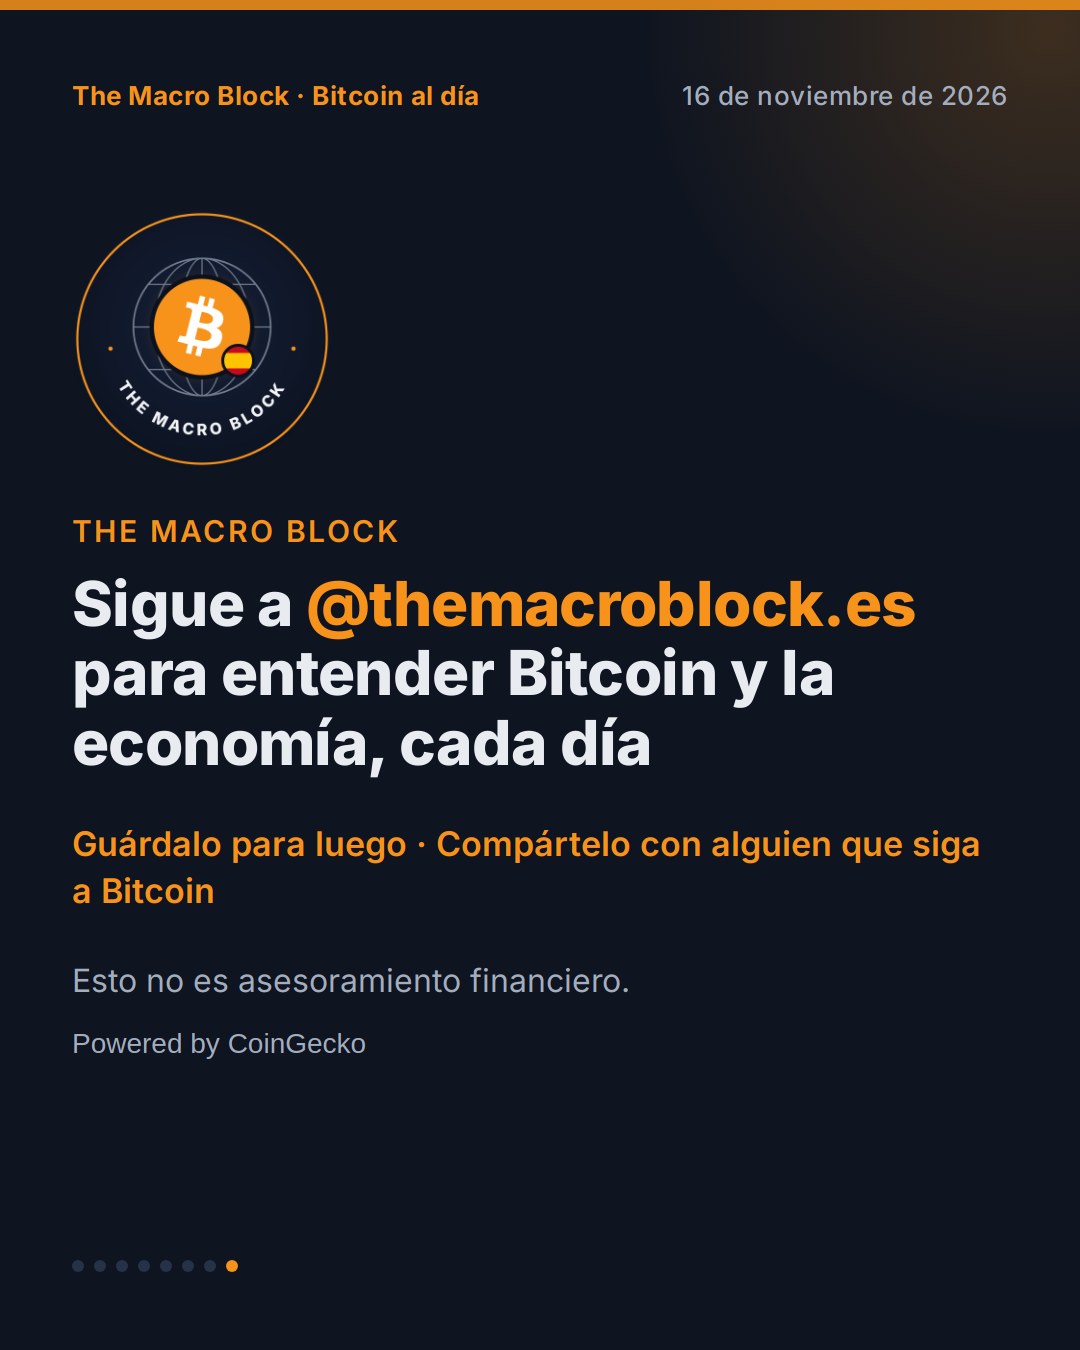 The Macro Block · Bitcoin al día
16 de noviembre de 2026
THE MACRO BLOCK
THE MACRO BLOCK
Sigue a @themacroblock.es
para entender Bitcoin y la
economía, cada día
Guárdalo para luego · Compártelo con alguien que siga
a Bitcoin
Esto no es asesoramiento financiero.
Powered by CoinGecko